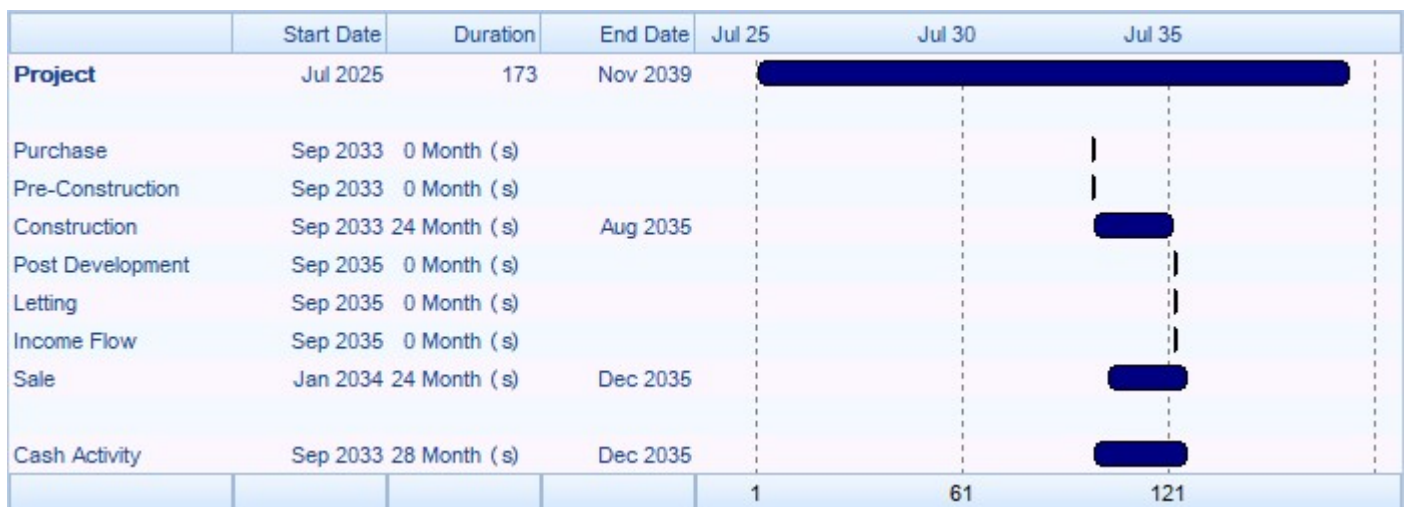 Start Date Duration End Date Jul 25 Jul 30 Jul 35
Project Jul 2025 173 Nov 2039
Purchase Sep 2033 0 Month (s)
Pre-Construction Sep 2033 0 Month (s)
Construction Sep 2033 24 Month (s) Aug 2035
Post Development Sep 2035 0 Month (s)
Letting Sep 2035 0 Month (s)
Income Flow Sep 2035 0 Month (s)
Sale Jan 2034 24 Month (s) Dec 2035
Cash Activity Sep 2033 28 Month (s) Dec 2035
1 61 121